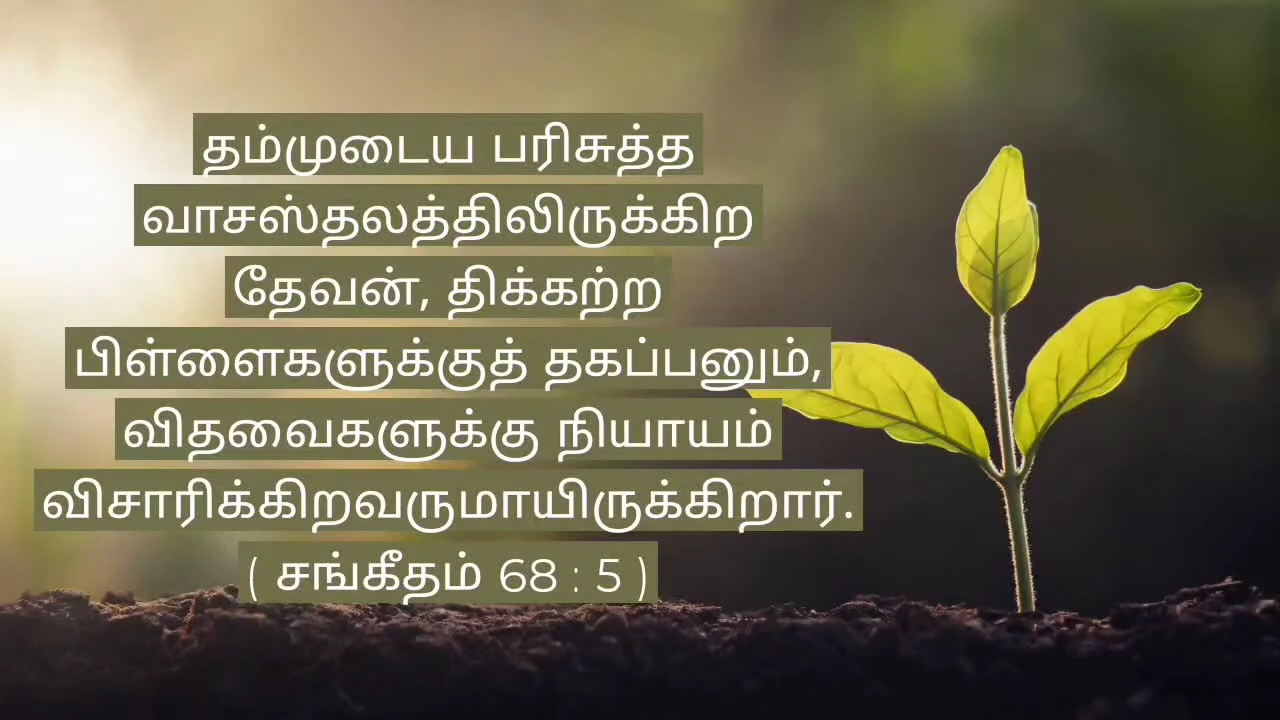 தம்முடைய பரிசுத்த
வாசஸ்தலத்திலிருக்கிற
தேவன், திக்கற்ற
பிள்ளைகளுக்குத் தகப்பனும்,
விதவைகளுக்கு நியாயம்
விசாரிக்கிறவருமாயிருக்கிறார்.
( சங்கீதம் 68 : 5 )